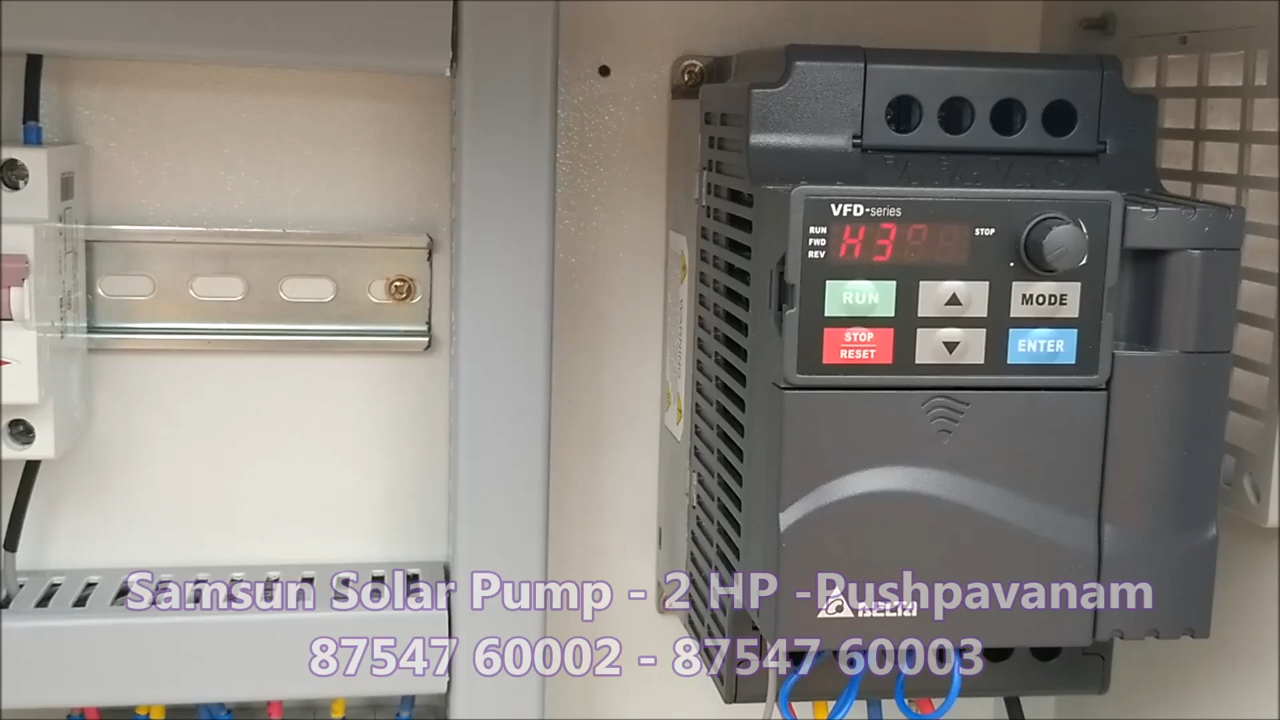 VFD-series
RUN
FWD
REV
H3
STOP
RUN
MODE
STOP
RESET
ENTER
Samsun Solar Pump - 2 HP -Pushpavanam
DELTA
87547 60002 - 87547 60003